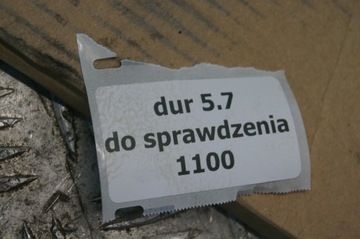 dur 5.7
do sprawdzenia
1100